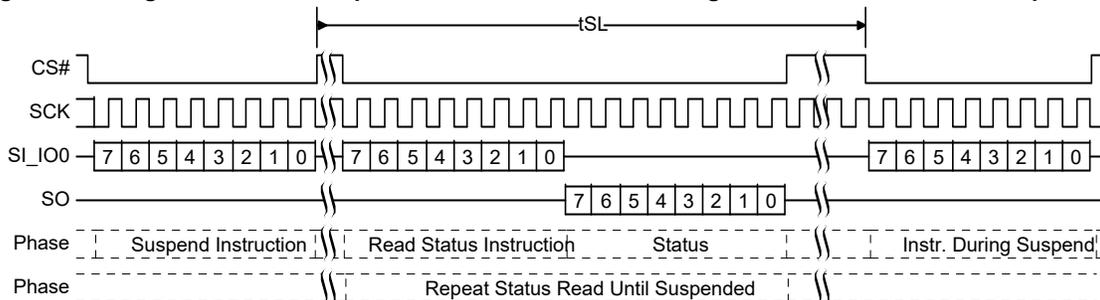 tSL
CS#
SCK
SI_IO0 7 6 5 4 3 2 1 0 7 6 5 4 3 2 1 0 7 6 5 4 3 2 1 0
SO 7 6 5 4 3 2 1 0
Phase Suspend Instruction Read Status Instruction Status Instr. During Suspend
Phase Repeat Status Read Until Suspended